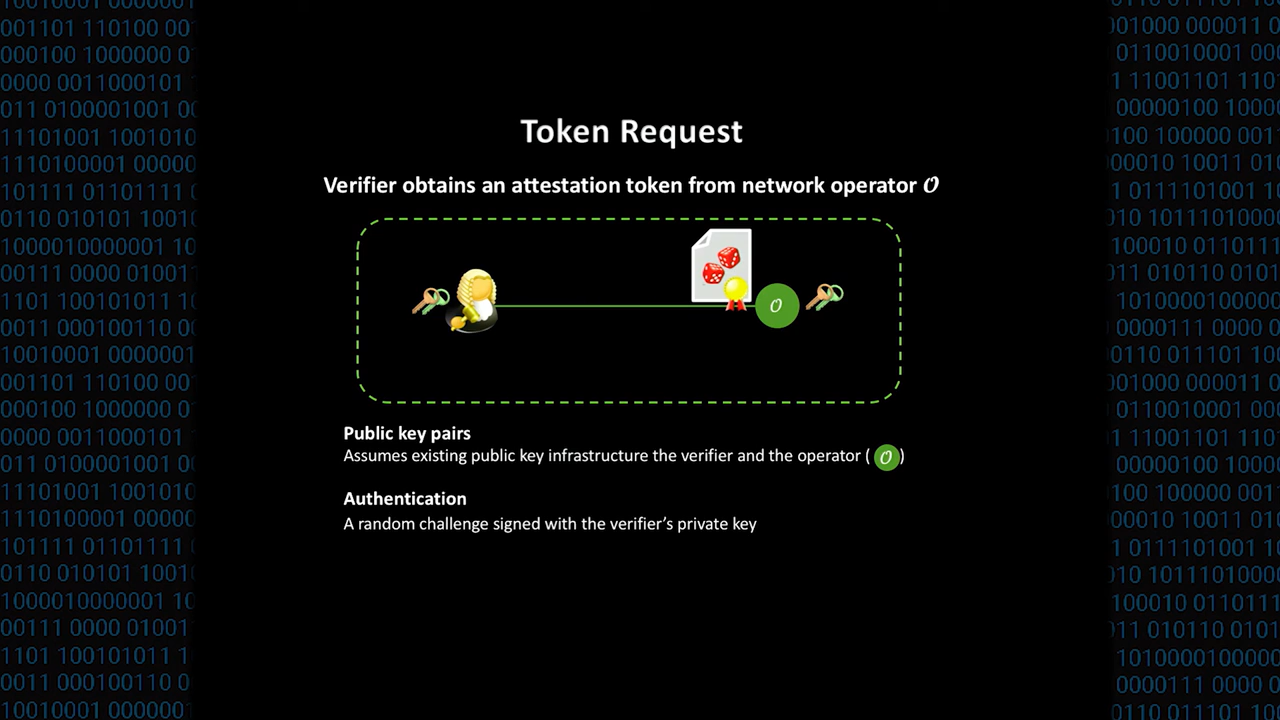 Token Request
Verifier obtains an attestation token from network operator 𝒪
𝒪
Public key pairs
Assumes existing public key infrastructure the verifier and the operator ( 𝒪 )
Authentication
A random challenge signed with the verifier's private key